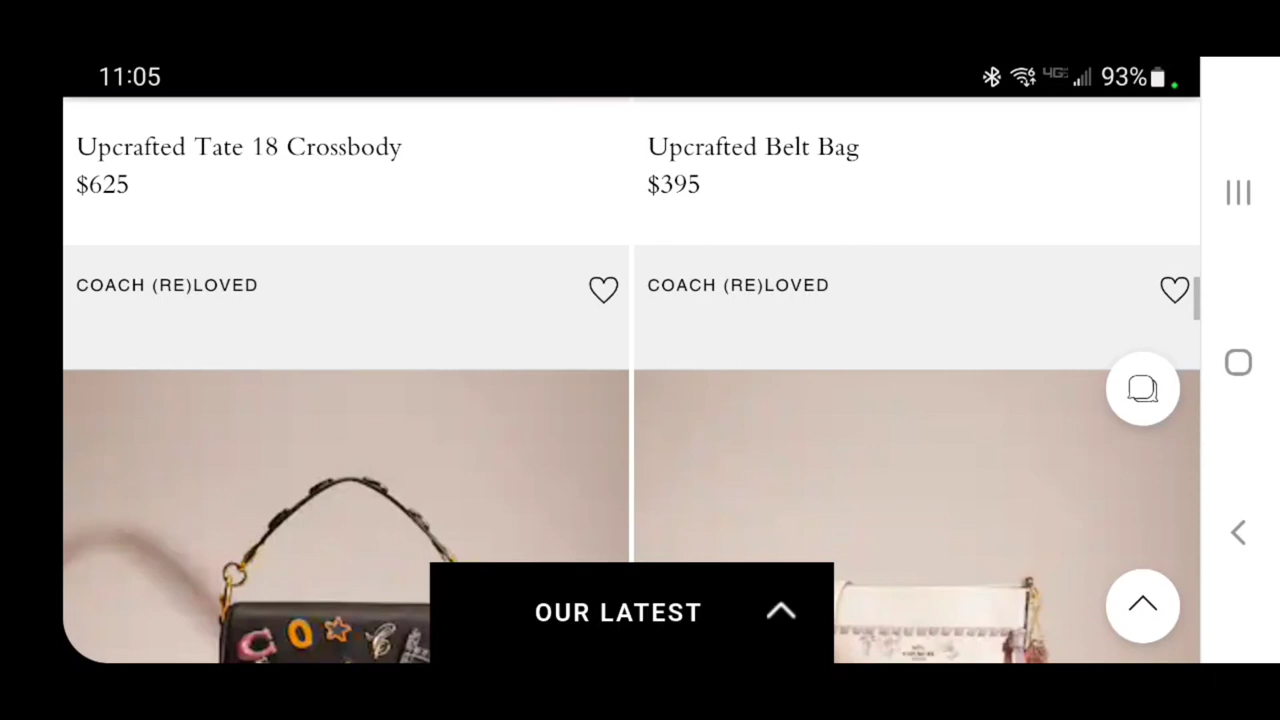 11:05
4G 93%
Upcrafted Tate 18 Crossbody
$625
Upcrafted Belt Bag
$395
COACH (RE)LOVED
COACH (RE)LOVED
C O
OUR LATEST